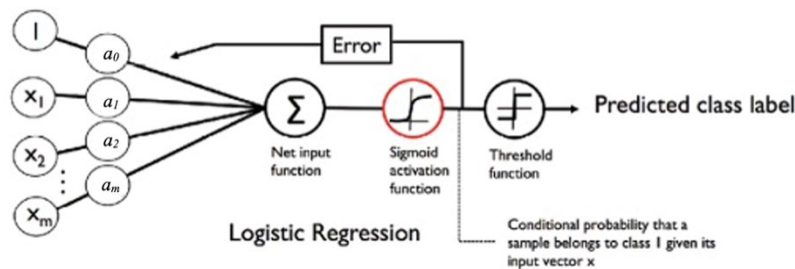 1
a₀
Error
x₁
a₁
Σ
Predicted class label
x₂
a₂
Net input
function
Sigmoid
activation
function
Threshold
function
⋮
aₘ
xₘ
Logistic Regression
Conditional probability that a
sample belongs to class 1 given its
input vector x